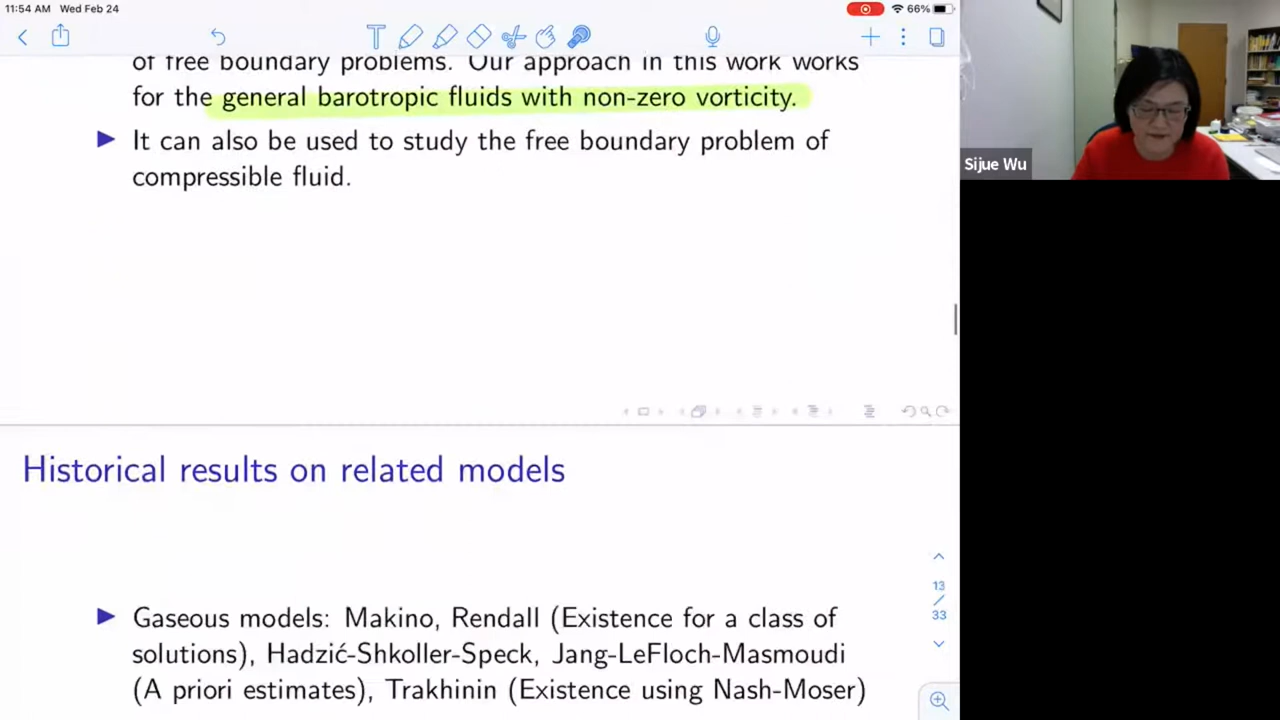 11:54 AM Wed Feb 24
66%
of free boundary problems. Our approach in this work works
for the general barotropic fluids with non-zero vorticity.
It can also be used to study the free boundary problem of
compressible fluid.
Sijue Wu
Historical results on related models
Gaseous models: Makino, Rendall (Existence for a class of
solutions), Hadzić-Shkoller-Speck, Jang-LeFloch-Masmoudi
(A priori estimates), Trakhinin (Existence using Nash-Moser)
13
/
33